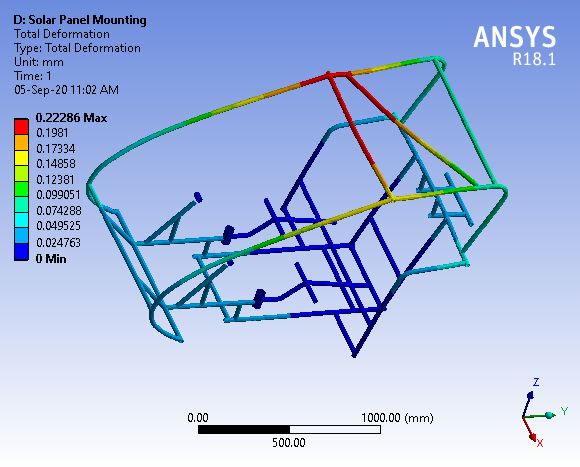 D: Solar Panel Mounting
Total Deformation
Type: Total Deformation
Unit: mm
Time: 1
05-Sep-20 11:02 AM
ANSYS
R18.1
0.22286 Max
0.1981
0.17334
0.14858
0.12381
0.099051
0.074288
0.049525
0.024763
0 Min
0.00
1000.00 (mm)
500.00
Z
Y
X